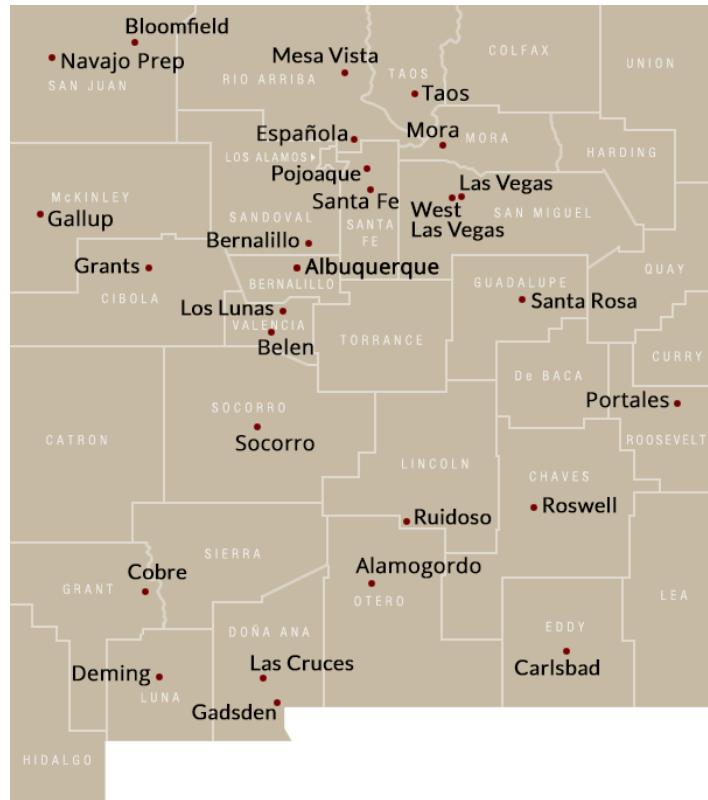 Bloomfield
Navajo Prep
SAN JUAN
Mesa Vista
RIO ARRIBA
TAOS
Taos
COLFAX
UNION
Española
Mora
MORA
HARDING
LOS ALAMOS
Pojoaque
Santa Fe
SANTA
FE
Las Vegas
West
Las Vegas
SAN MIGUEL
McKINLEY
Gallup
SANDOVAL
Bernalillo
Grants
CIBOLA
Albuquerque
BERNALILLO
QUAY
GUADALUPE
Santa Rosa
Los Lunas
VALENCIA
Belen
TORRANCE
CURRY
De BACA
Portales
ROOSEVELT
SOCORRO
Socorro
CATRON
LINCOLN
CHAVES
Roswell
Ruidoso
SIERRA
Alamogordo
OTERO
Cobre
GRANT
LEA
DOÑA ANA
EDDY
Carlsbad
Las Cruces
Deming
LUNA
Gadsden
HIDALGO